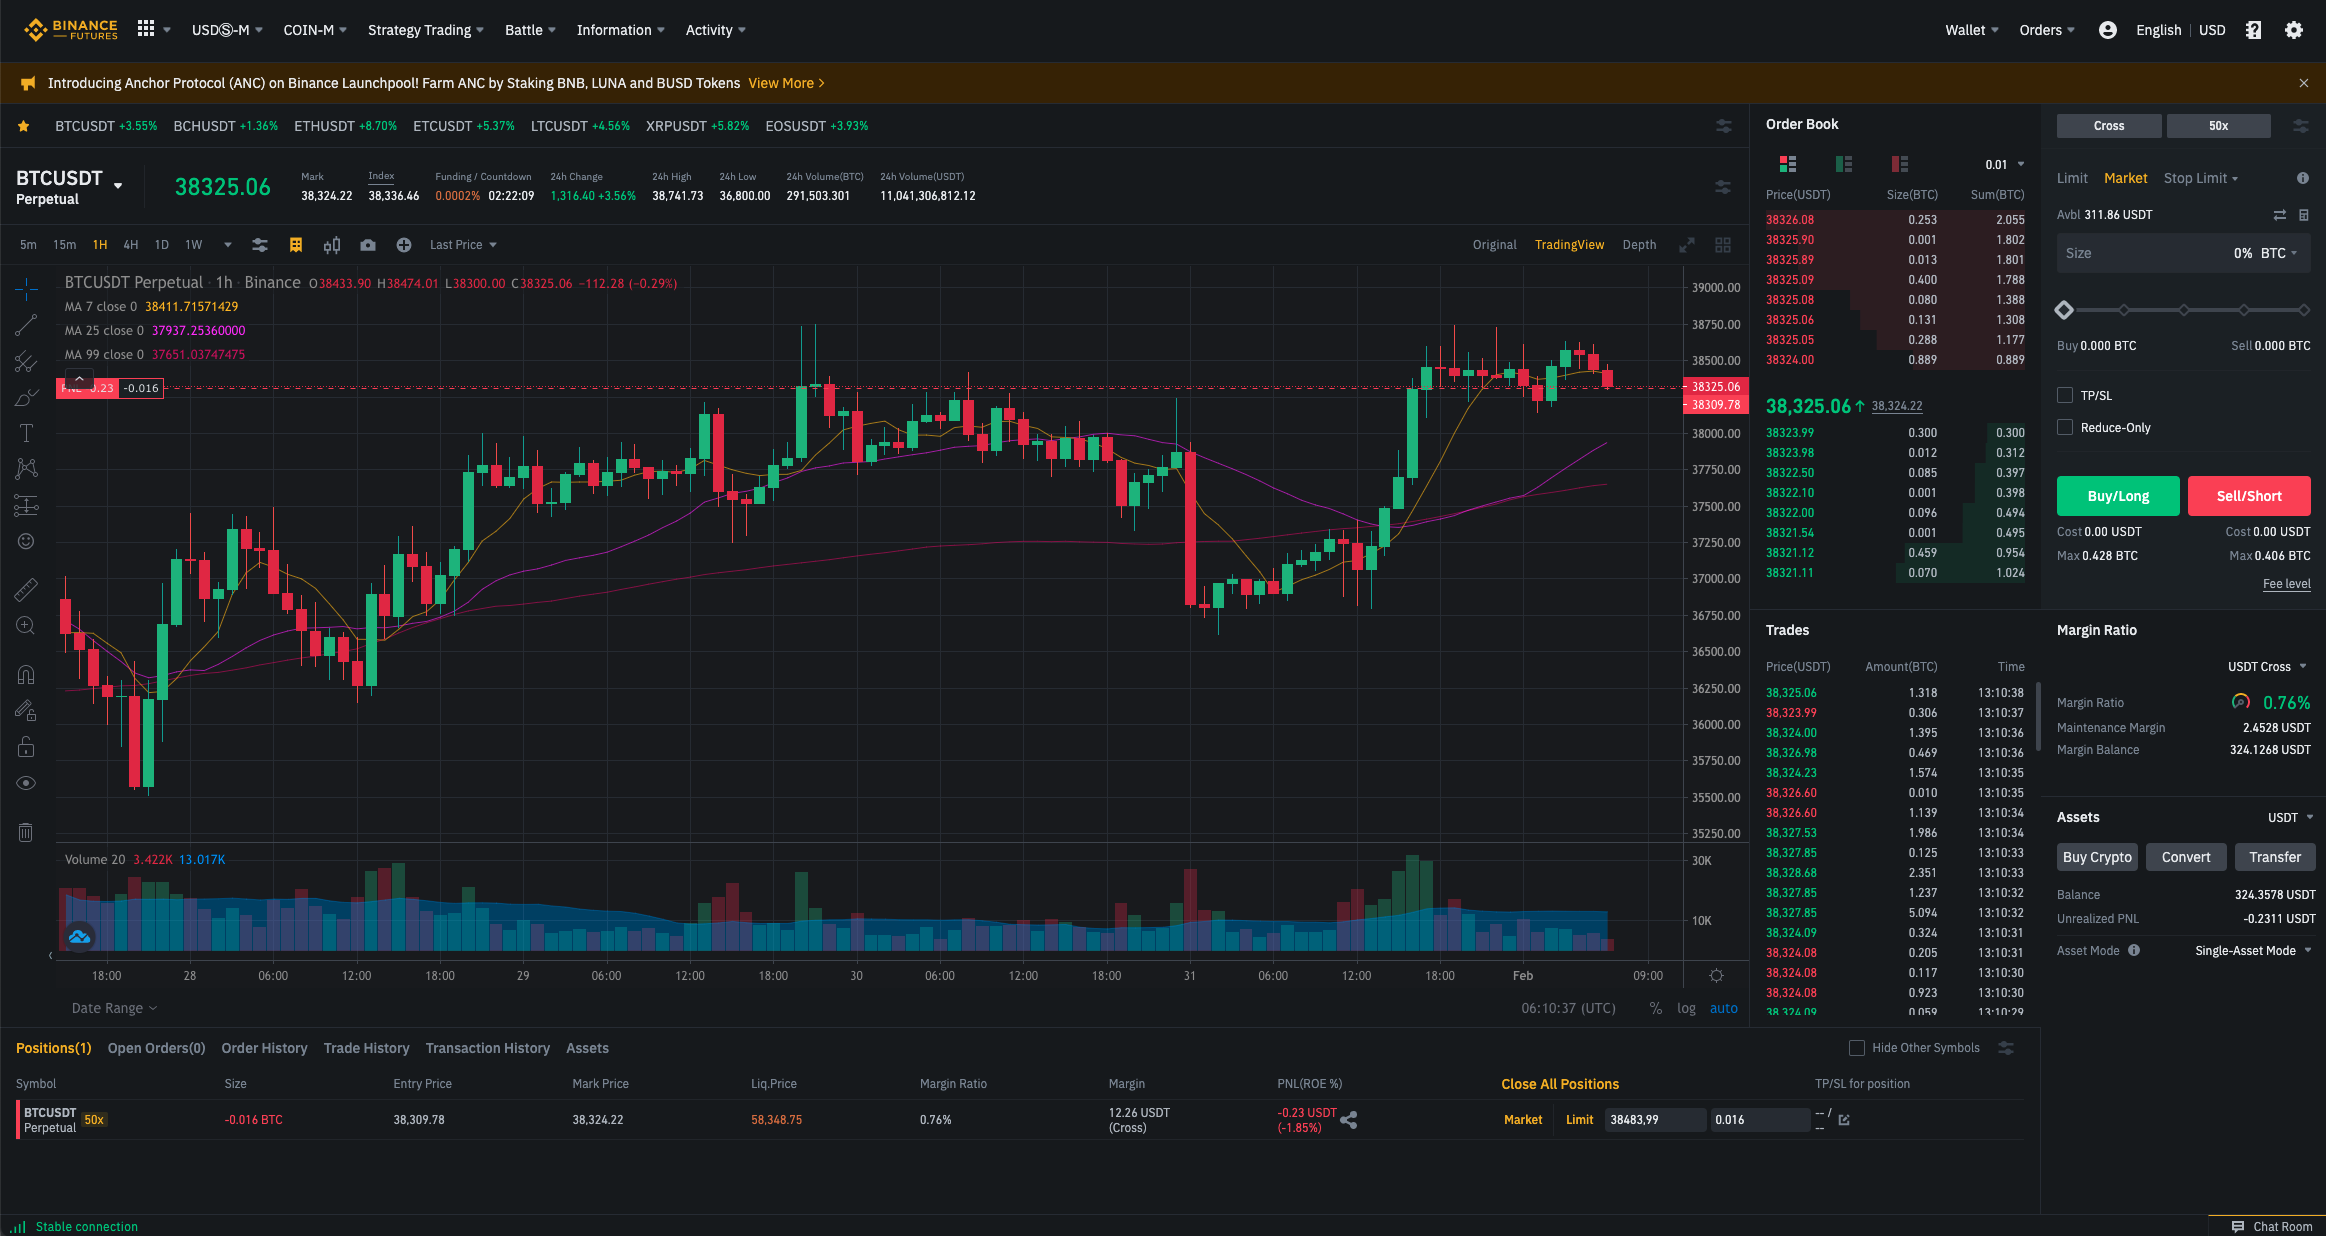 BINANCE FUTURES USDⓈ-M COIN-M Strategy Trading Battle Information Activity Wallet Orders English USD
Introducing Anchor Protocol (ANC) on Binance Launchpool! Farm ANC by Staking BNB, LUNA and BUSD Tokens View More >
BTCUSDT +3.55% BCHUSDT +1.36% ETHUSDT +8.70% ETCUSDT +5.37% LTCUSDT +4.56% XRPUSDT +5.82% EOSUSDT +3.93%
BTCUSDT
Perpetual
38325.06
Mark Index Funding / Countdown 24h Change 24h High 24h Low 24h Volume(BTC) 24h Volume(USDT)
38,324.22 38,336.46 0.0002% 02:22:09 1,316.40 +3.56% 38,741.73 36,800.00 291,503.301 11,041,306,812.12
5m 15m 1H 4H 1D 1W Last Price Original TradingView Depth
BTCUSDT Perpetual · 1h · Binance O38433.90 H38474.01 L38300.00 C38325.06 −112.28 (−0.29%)
MA 7 close 0 38411.71571429
MA 25 close 0 37937.25360000
MA 99 close 0 37651.03747475
0.23 -0.016
39000.00
38750.00
38500.00
38325.06
38309.78
38000.00
37750.00
37500.00
37250.00
37000.00
36750.00
36500.00
36250.00
36000.00
35750.00
35500.00
35250.00
Volume 20 3.422K 13.017K
30K
10K
18:00 28 06:00 12:00 18:00 29 06:00 12:00 18:00 30 06:00 12:00 18:00 31 06:00 12:00 18:00 Feb 09:00
Date Range 06:10:37 (UTC) % log auto
Order Book
0.01
Price(USDT) Size(BTC) Sum(BTC)
38326.08 0.253 2.055
38325.90 0.001 1.802
38325.89 0.013 1.801
38325.09 0.400 1.788
38325.08 0.080 1.388
38325.06 0.131 1.308
38325.05 0.288 1.177
38324.00 0.889 0.889
38,325.06↑ 38,324.22
38323.99 0.300 0.300
38323.98 0.012 0.312
38322.50 0.085 0.397
38322.10 0.001 0.398
38322.00 0.096 0.494
38321.54 0.001 0.495
38321.12 0.459 0.954
38321.11 0.070 1.024
Trades
Price(USDT) Amount(BTC) Time
38,325.06 1.318 13:10:38
38,323.99 0.306 13:10:37
38,324.00 1.395 13:10:36
38,326.98 0.469 13:10:36
38,324.23 1.574 13:10:35
38,326.60 0.010 13:10:35
38,326.60 1.139 13:10:34
38,327.53 1.986 13:10:34
38,327.85 0.125 13:10:33
38,328.68 2.351 13:10:33
38,327.85 1.237 13:10:32
38,327.85 5.094 13:10:32
38,324.09 0.324 13:10:31
38,324.08 0.205 13:10:31
38,324.08 0.117 13:10:30
38,324.08 0.923 13:10:30
38,324.09 0.059 13:10:29
Cross 50x
Limit Market Stop Limit
Avbl 311.86 USDT
Size 0% BTC
Buy 0.000 BTC Sell 0.000 BTC
TP/SL
Reduce-Only
Buy/Long Sell/Short
Cost 0.00 USDT Cost 0.00 USDT
Max 0.428 BTC Max 0.406 BTC
Fee level
Margin Ratio
USDT Cross
Margin Ratio 0.76%
Maintenance Margin 2.4528 USDT
Margin Balance 324.1268 USDT
Assets USDT
Buy Crypto Convert Transfer
Balance 324.3578 USDT
Unrealized PNL -0.2311 USDT
Asset Mode Single-Asset Mode
Positions(1) Open Orders(0) Order History Trade History Transaction History Assets Hide Other Symbols
Symbol Size Entry Price Mark Price Liq.Price Margin Ratio Margin PNL(ROE %) Close All Positions TP/SL for position
BTCUSDT Perpetual 50x -0.016 BTC 38,309.78 38,324.22 58,348.75 0.76% 12.26 USDT (Cross) -0.23 USDT (-1.85%) Market Limit 38483,99 0.016 -- / --
Stable connection Chat Room